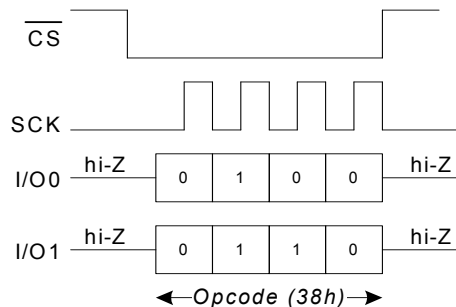 CS
SCK
hi-Z hi-Z
I/O0 0 1 0 0
hi-Z hi-Z
I/O1 0 1 1 0
Opcode (38h)